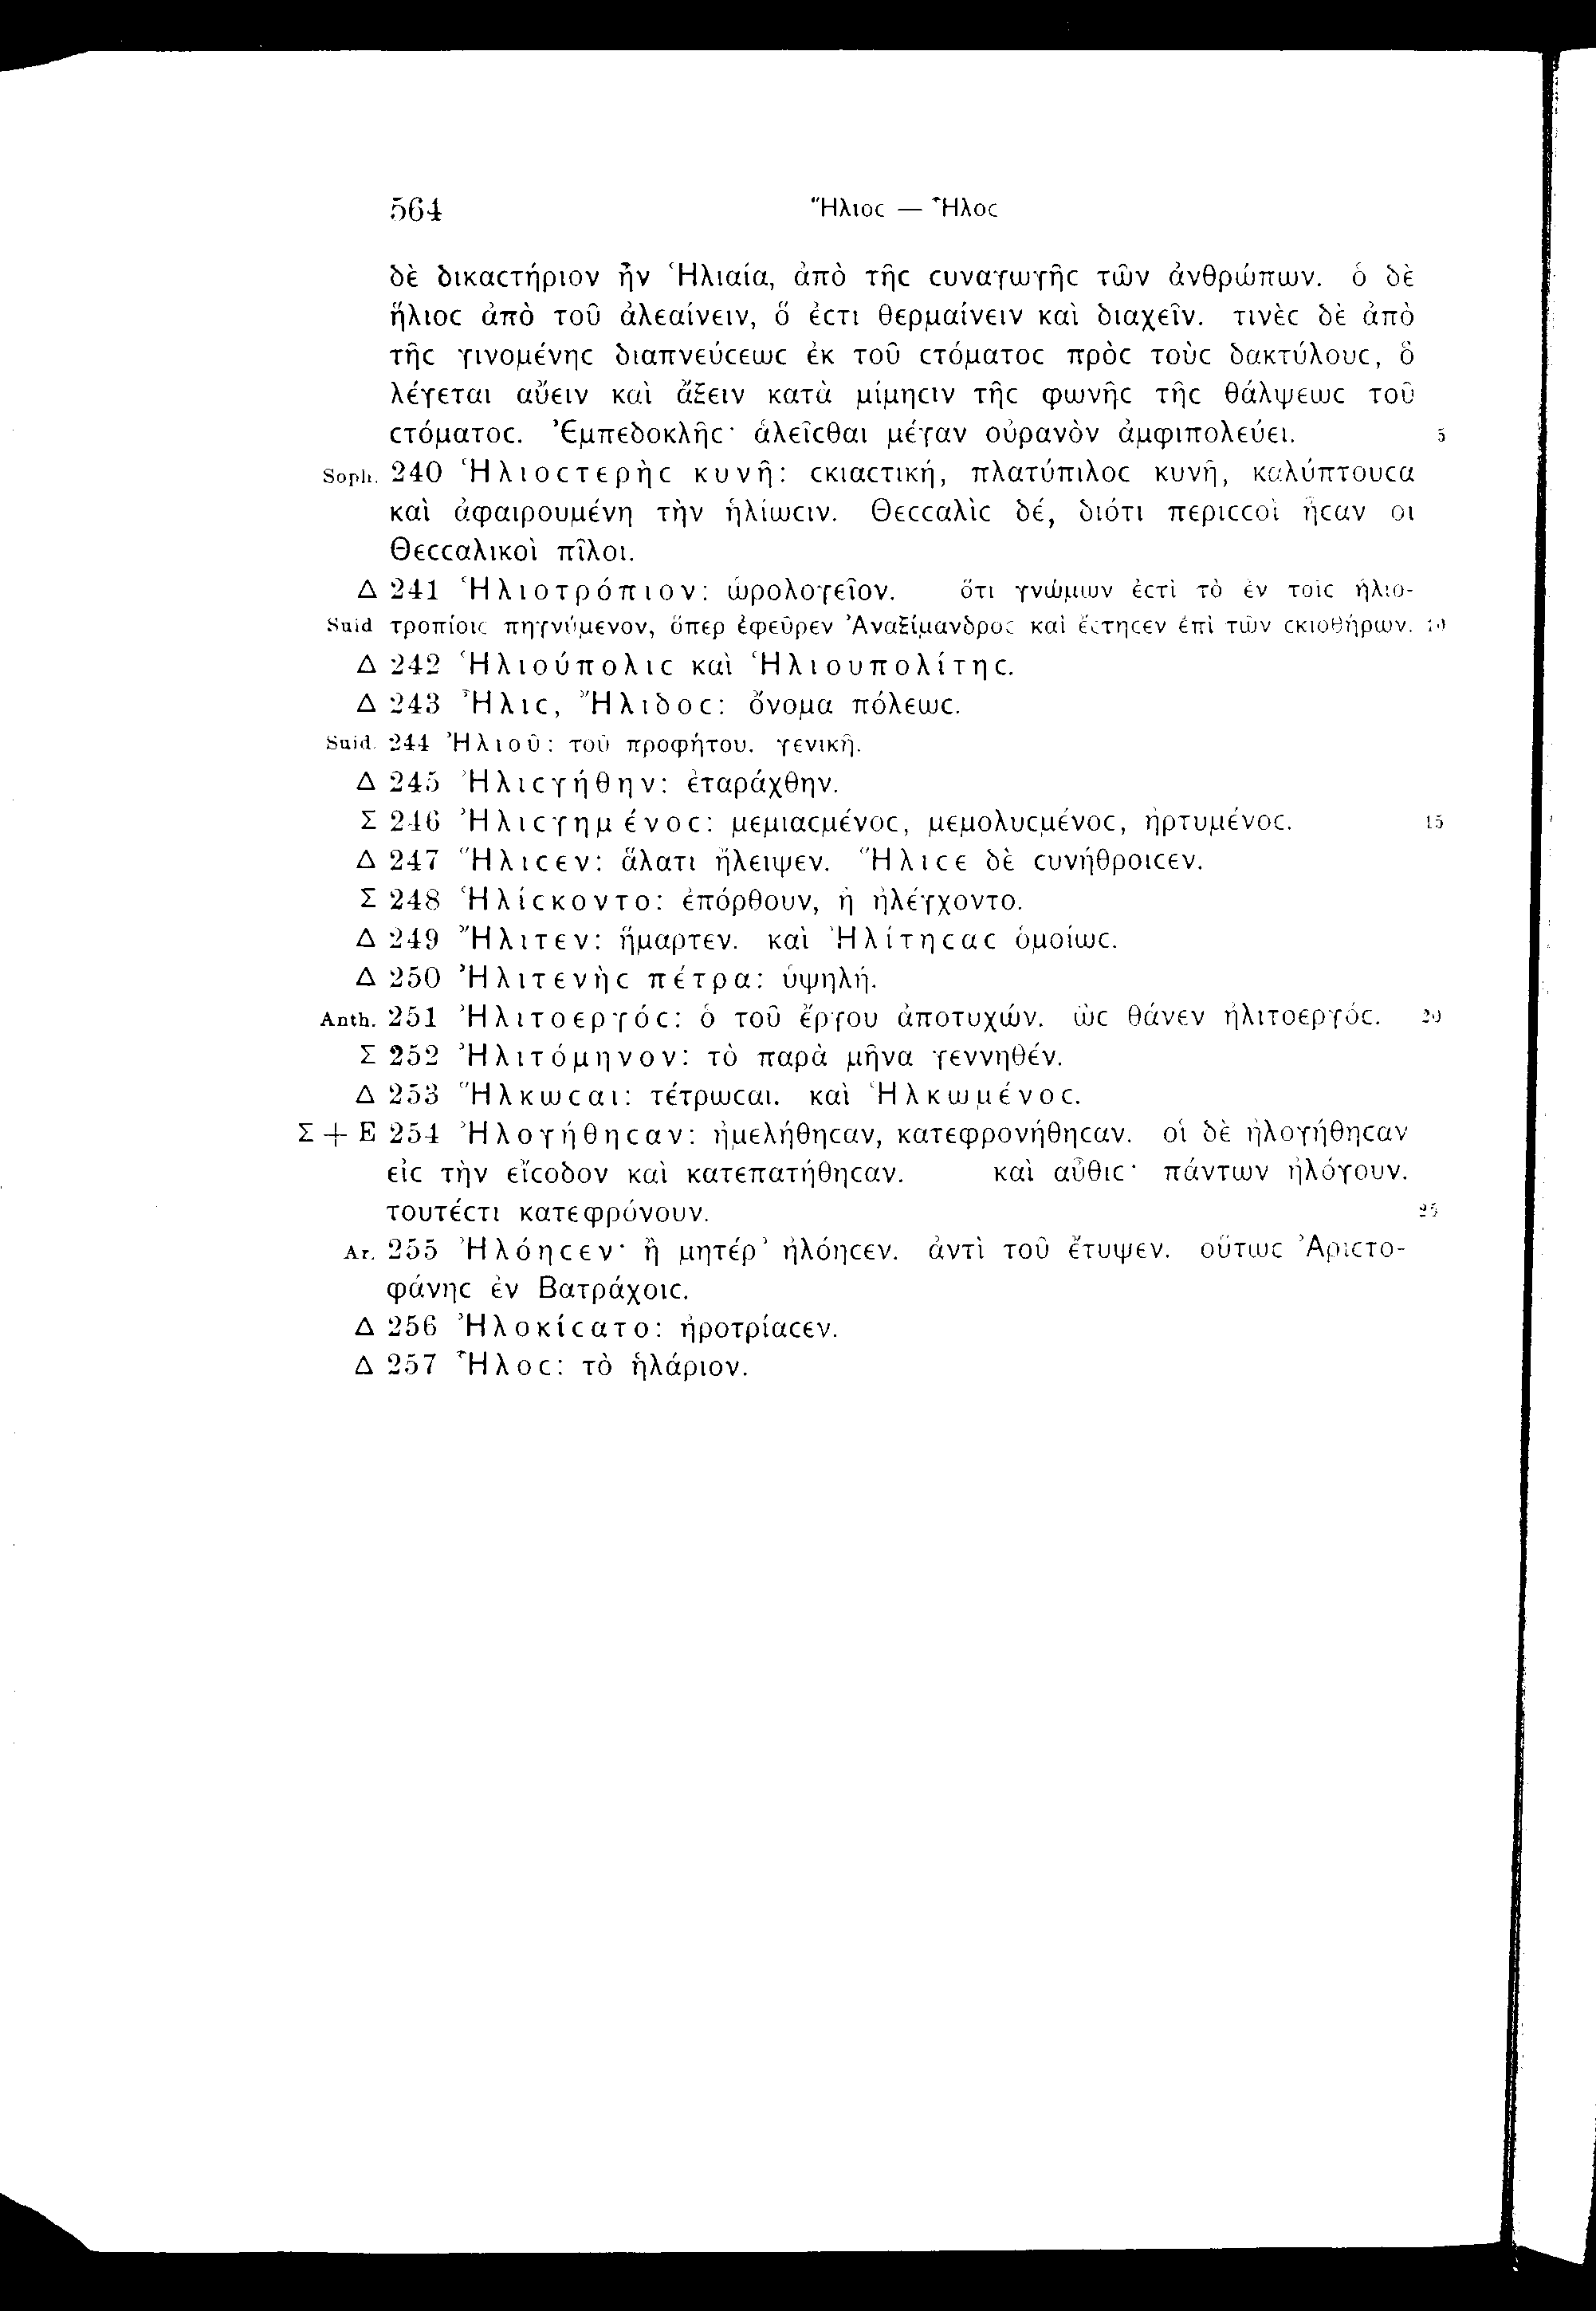 564 Ἥλιοϲ — Ἧλοϲ
δὲ δικαϲτήριον ἦν Ἡλιαία, ἀπὸ τῆϲ ϲυναγωγῆϲ τῶν ἀνθρώπων. ὁ δὲ
ἥλιοϲ ἀπὸ τοῦ ἀλεαίνειν, ὅ ἐϲτι θερμαίνειν καὶ διαχεῖν. τινὲϲ δὲ ἀπὸ
τῆϲ γινομένηϲ διαπνεύϲεωϲ ἐκ τοῦ ϲτόματοϲ πρὸϲ τοὺϲ δακτύλουϲ, ὃ
λέγεται αὔειν καὶ ἄξειν κατὰ μίμηϲιν τῆϲ φωνῆϲ τῆϲ θάλψεωϲ τοῦ
ϲτόματοϲ. Ἐμπεδοκλῆϲ· ἁλεῖϲθαι μέγαν οὐρανὸν ἀμφιπολεύει. 5
Soph. 240 Ἡλιοϲτερὴϲ κυνῆ: ϲκιαϲτική, πλατύπιλοϲ κυνῆ, καλύπτουϲα
καὶ ἀφαιρουμένη τὴν ἡλίωϲιν. Θεϲϲαλὶϲ δέ, διότι περιϲϲοὶ ἦϲαν οἱ
Θεϲϲαλικοὶ πῖλοι.
Δ 241 Ἡλιοτρόπιον: ὡρολογεῖον. ὅτι γνώμων ἐϲτὶ τὸ ἐν τοῖϲ ἡλιο-
Suid τροπίοιϲ πηγνύμενον, ὅπερ ἐφεῦρεν Ἀναξίμανδροϲ καὶ ἔϲτηϲεν ἐπὶ τῶν ϲκιοθήρων. 10
Δ 242 Ἡλιούπολιϲ καὶ Ἡλιουπολίτηϲ.
Δ 243 Ἦλιϲ, Ἤλιδοϲ: ὄνομα πόλεωϲ.
Suid. 244 Ἠλιοῦ: τοῦ προφήτου. γενικῇ.
Δ 245 Ἠλιϲγήθην: ἐταράχθην.
Σ 246 Ἠλιϲγημένοϲ: μεμιαϲμένοϲ, μεμολυϲμένοϲ, ἠρτυμένοϲ. 15
Δ 247 Ἥλιϲεν: ἅλατι ἤλειψεν. Ἥλιϲε δὲ ϲυνήθροιϲεν.
Σ 248 Ἡλίϲκοντο: ἐπόρθουν, ἢ ἠλέγχοντο.
Δ 249 Ἤλιτεν: ἥμαρτεν. καὶ Ἠλίτηϲαϲ ὁμοίωϲ.
Δ 250 Ἠλιτενὴϲ πέτρα: ὑψηλή.
Anth. 251 Ἠλιτοεργόϲ: ὁ τοῦ ἔργου ἀποτυχών. ὡϲ θάνεν ἠλιτοεργόϲ. 20
Σ 252 Ἠλιτόμηνον: τὸ παρὰ μῆνα γεννηθέν.
Δ 253 Ἥλκωϲαι: τέτρωϲαι. καὶ Ἡλκωμένοϲ.
Σ + E 254 Ἠλογήθηϲαν: ἠμελήθηϲαν, κατεφρονήθηϲαν. οἱ δὲ ἠλογήθηϲαν
εἰϲ τὴν εἴϲοδον καὶ κατεπατήθηϲαν. καὶ αὖθιϲ· πάντων ἠλόγουν.
τουτέϲτι κατεφρόνουν. 25
Ar. 255 Ἠλόηϲεν· ἢ μητέρ' ἠλόηϲεν. ἀντὶ τοῦ ἔτυψεν. οὕτωϲ Ἀριϲτο-
φάνηϲ ἐν Βατράχοιϲ.
Δ 256 Ἠλοκίϲατο: ἠροτρίαϲεν.
Δ 257 Ἧλοϲ: τὸ ἡλάριον.